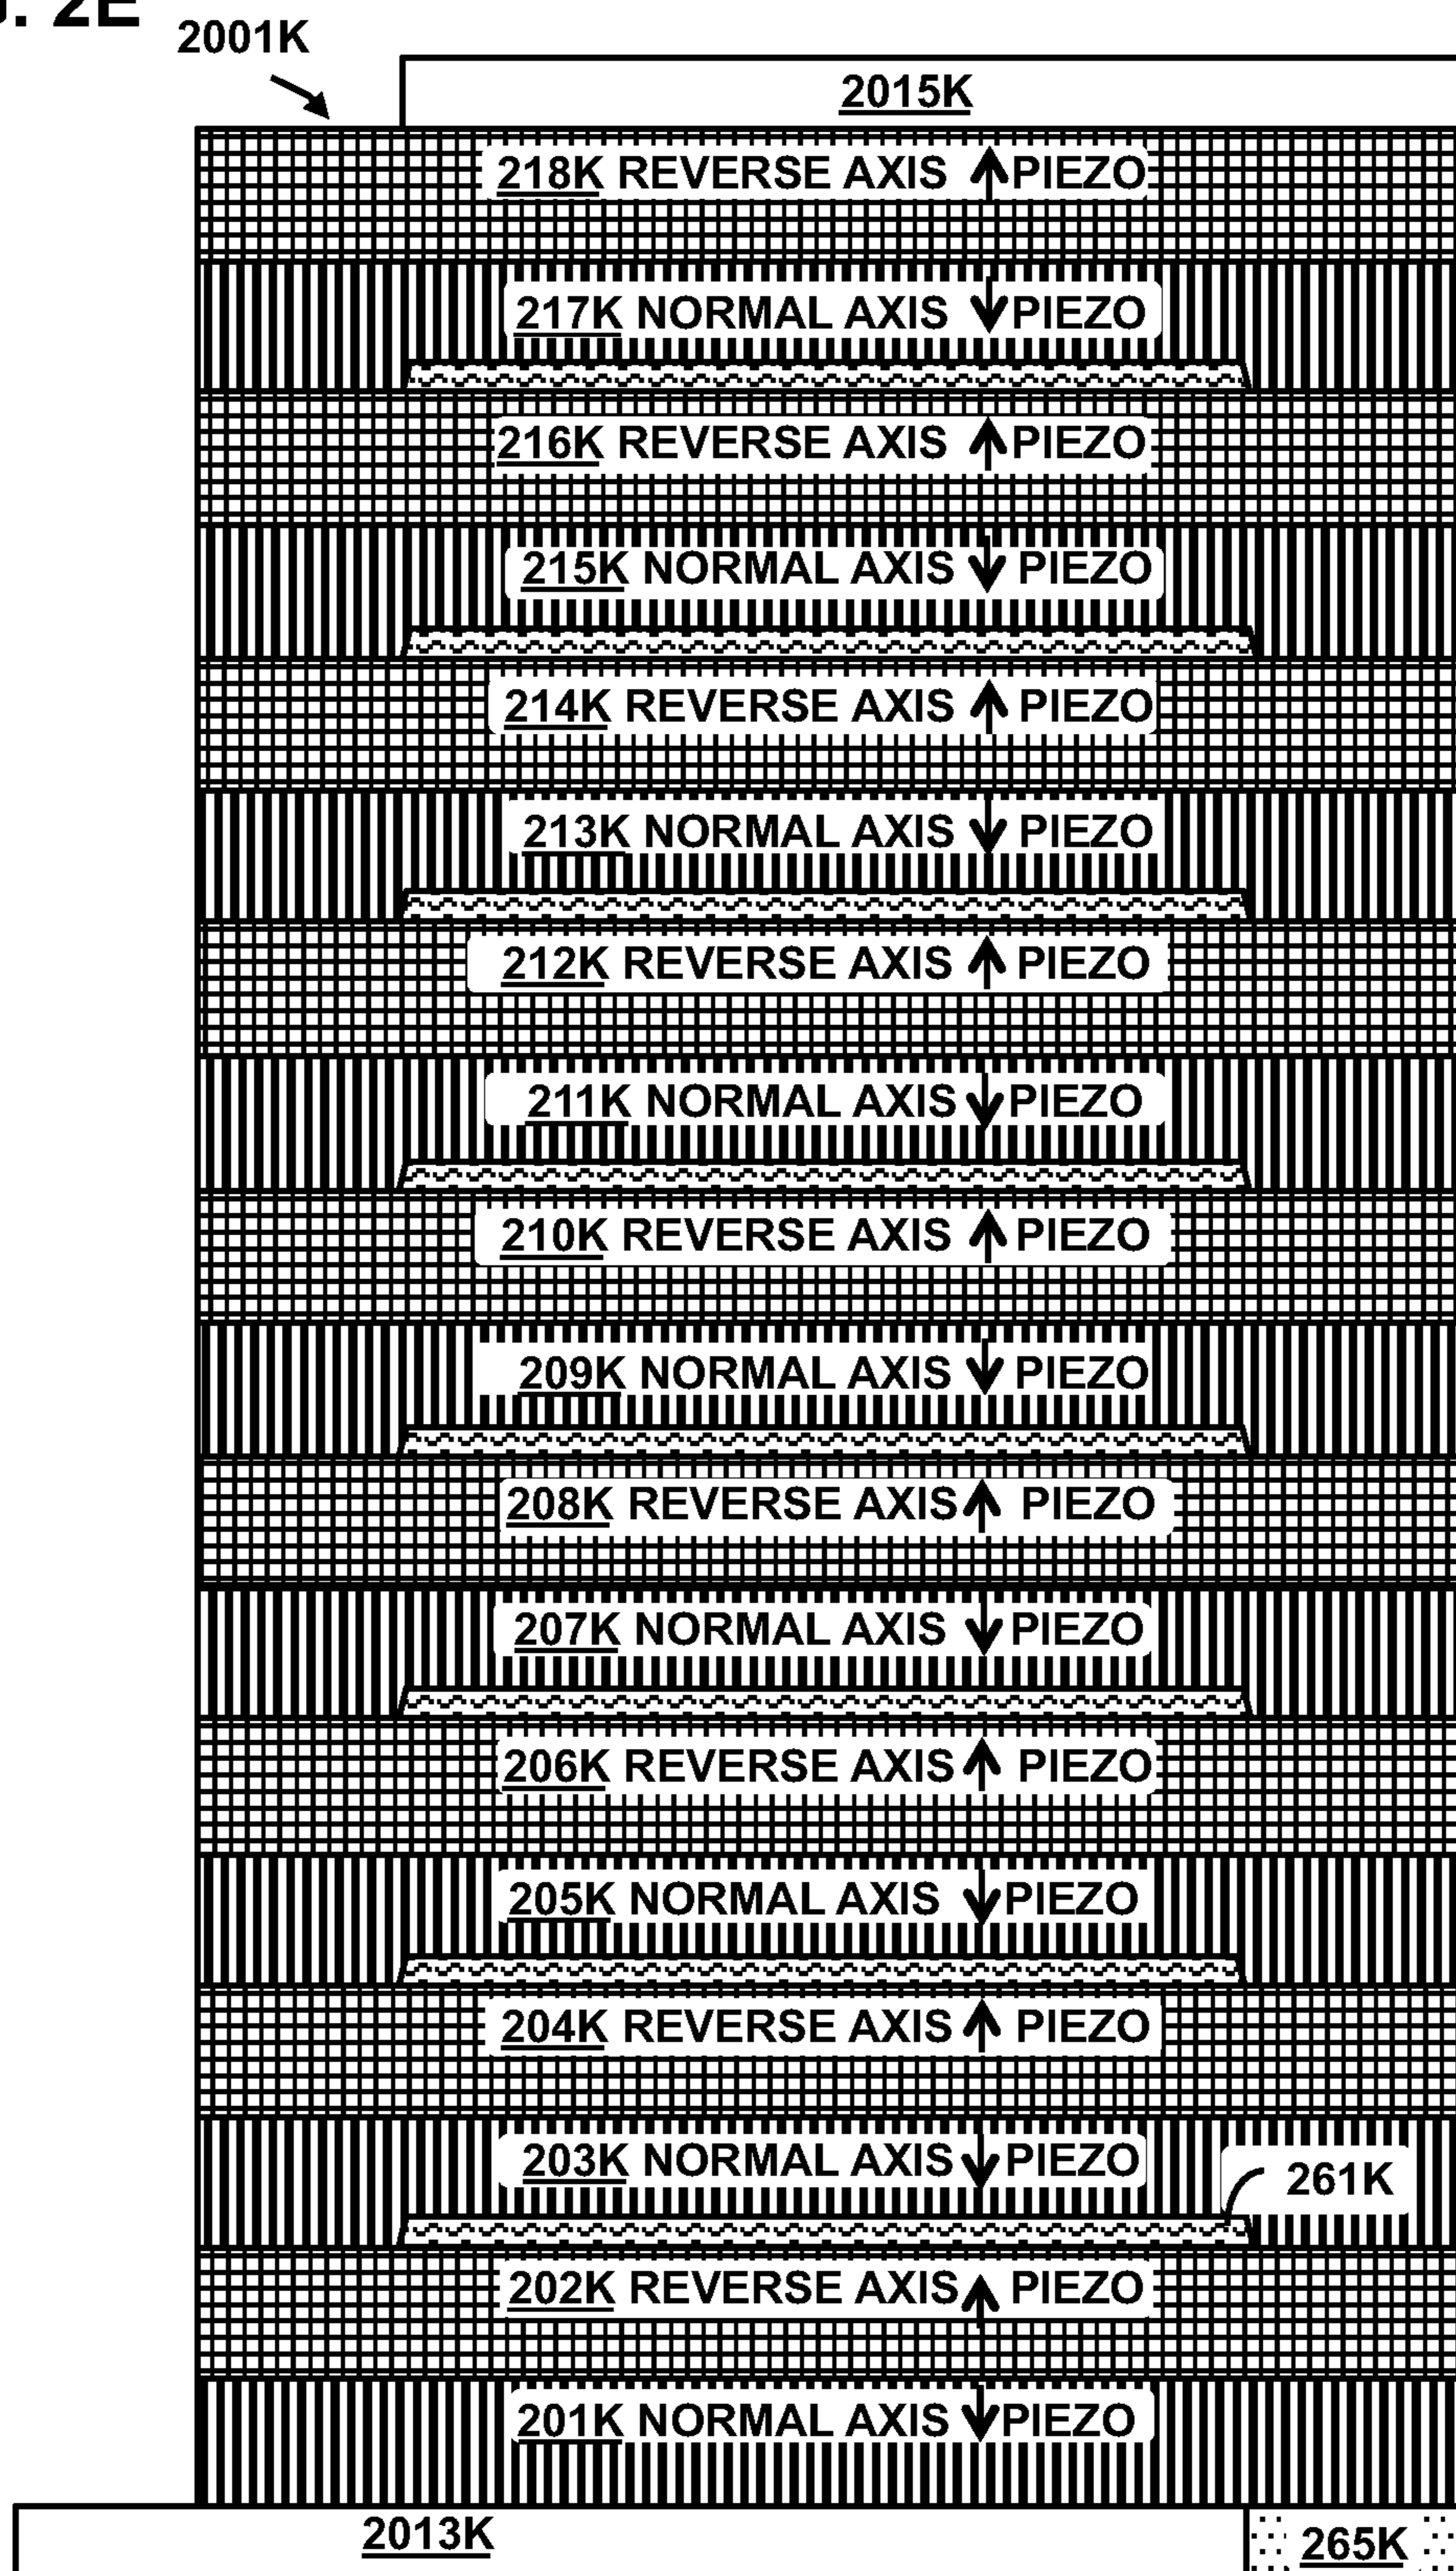 . 2E
2001K
2015K
218K REVERSE AXIS PIEZO
217K NORMAL AXIS PIEZO
216K REVERSE AXIS PIEZO
215K NORMAL AXIS PIEZO
214K REVERSE AXIS PIEZO
213K NORMAL AXIS PIEZO
212K REVERSE AXIS PIEZO
211K NORMAL AXIS PIEZO
210K REVERSE AXIS PIEZO
209K NORMAL AXIS PIEZO
208K REVERSE AXIS PIEZO
207K NORMAL AXIS PIEZO
206K REVERSE AXIS PIEZO
205K NORMAL AXIS PIEZO
204K REVERSE AXIS PIEZO
203K NORMAL AXIS PIEZO
261K
202K REVERSE AXIS PIEZO
201K NORMAL AXIS PIEZO
2013K
265K